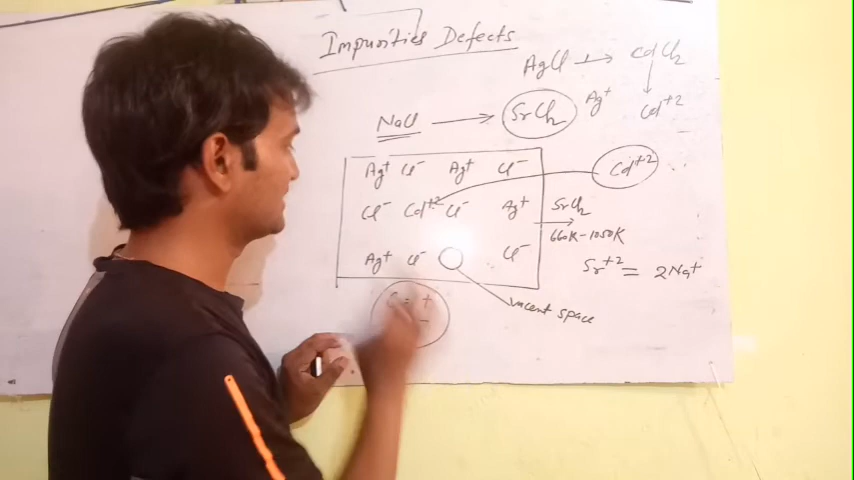 Impurities Defects
AgCl → CdCl2
NaCl → SrCl2 Ag+ Cd+2
Ag+ Cl- Ag+ Cl- Cd+2
Cl- Cd+2 Cl- Ag+ SrCl2
660K-1050K
Ag+ Cl- Cl- Sr+2 = 2Na+
vacent space